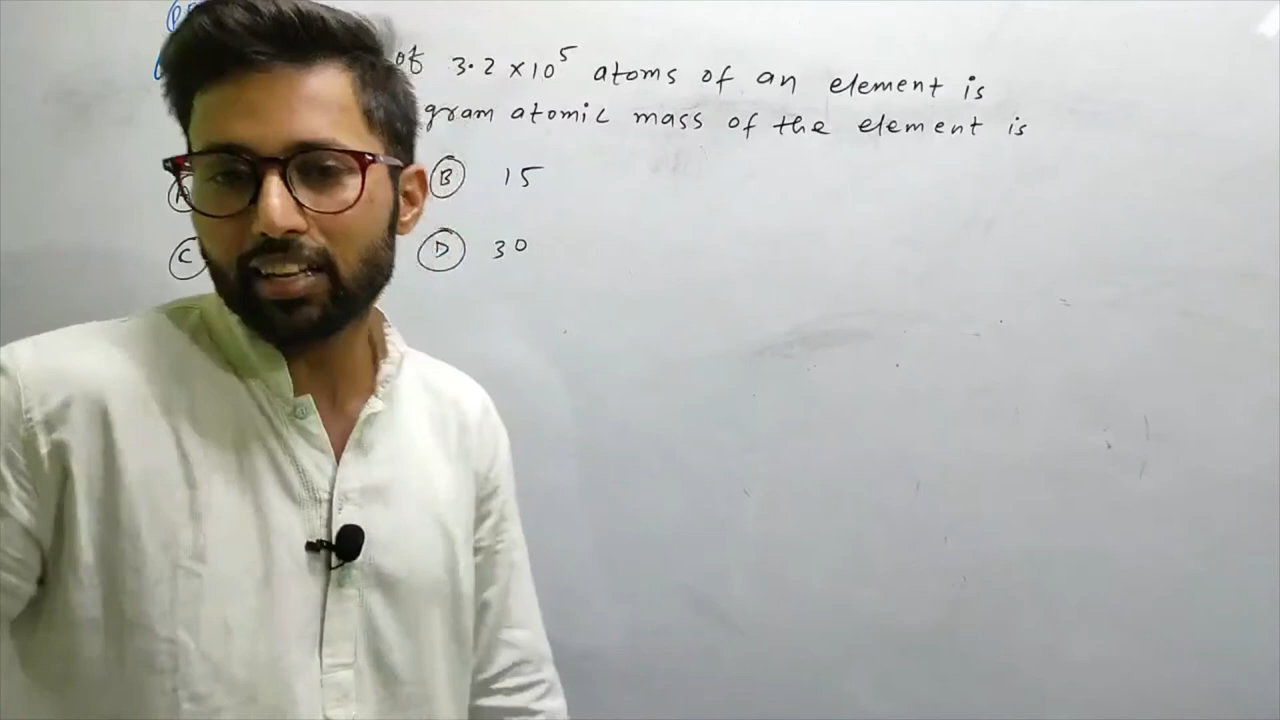 of 3.2 × 10⁵ atoms of an element is
gram atomic mass of the element is
B 15
C
D 30